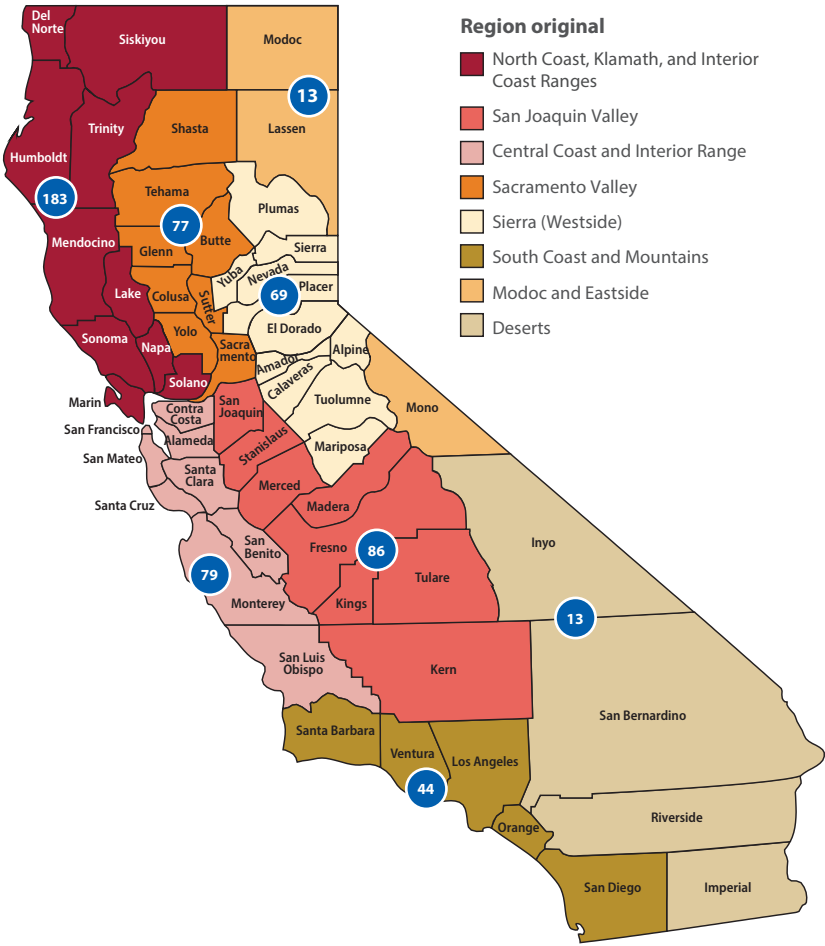 Del
Norte
Siskiyou
Modoc
13
Trinity
Shasta
Lassen
Humboldt
183
Tehama
Plumas
77
Mendocino
Butte
Glenn
Sierra
Yuba
Nevada
Placer
Lake
Colusa
Sutter
69
Yolo
El Dorado
Sonoma
Napa
Sacra
mento
Alpine
Amador
Solano
Calaveras
Marin
Contra
Costa
San
Joaquin
Tuolumne
Mono
San Francisco
Alameda
Stanislaus
Mariposa
San Mateo
Santa
Clara
Merced
Santa Cruz
Madera
San
Benito
Fresno
86
Inyo
79
Tulare
Monterey
Kings
13
San Luis
Obispo
Kern
San Bernardino
Santa Barbara
Ventura
Los Angeles
44
Riverside
Orange
San Diego
Imperial
Region original
North Coast, Klamath, and Interior
Coast Ranges
San Joaquin Valley
Central Coast and Interior Range
Sacramento Valley
Sierra (Westside)
South Coast and Mountains
Modoc and Eastside
Deserts